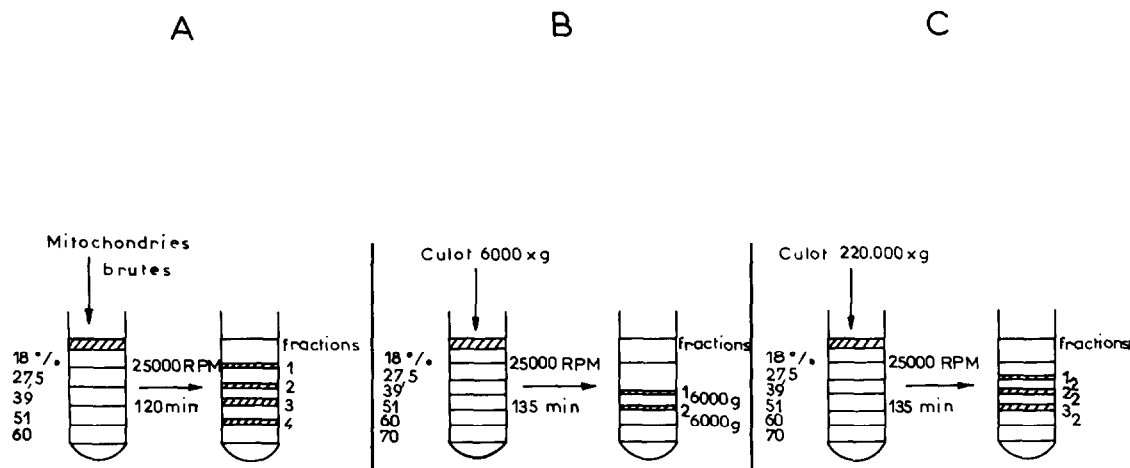 A
B
C
Mitochondries
brutes
18 %
27,5
39
51
60
25000 RPM
120 min
fractions
1
2
3
4
Culot 6000 x g
18 %
27,5
39
51
60
70
25000 RPM
135 min
fractions
1 6000g
2 6000g
Culot 220.000 x g
18 %
27,5
39
51
60
70
25000 RPM
135 min
fractions
1 2
2 2
3 2